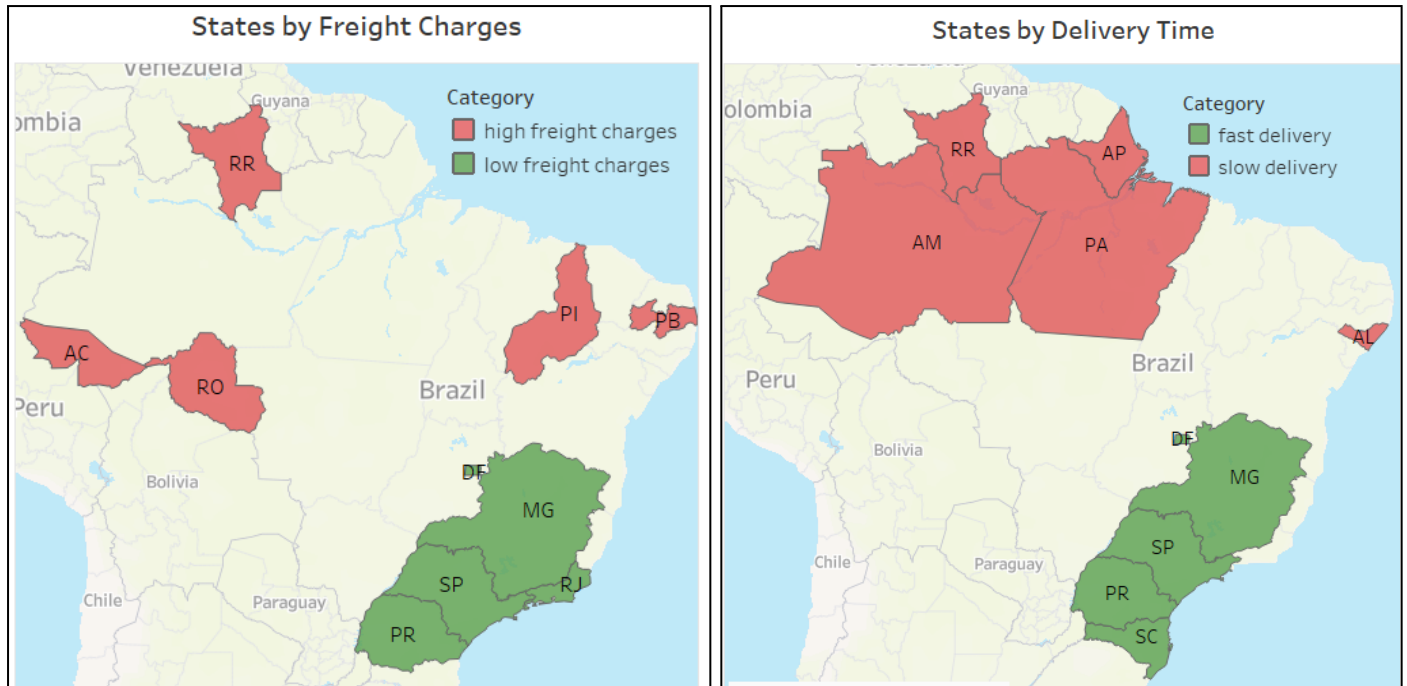 States by Freight Charges
Venezuela
Guyana
ombia
Category
high freight charges
low freight charges
RR
PI
PB
AC
RO
Peru
Brazil
DF
Bolivia
MG
SP
RJ
Chile
Paraguay
PR
States by Delivery Time
Guyana
olombia
Category
fast delivery
slow delivery
RR
AP
AM
PA
AL
Brazil
Peru
DF
Bolivia
MG
SP
Chile
Paraguay
PR
SC